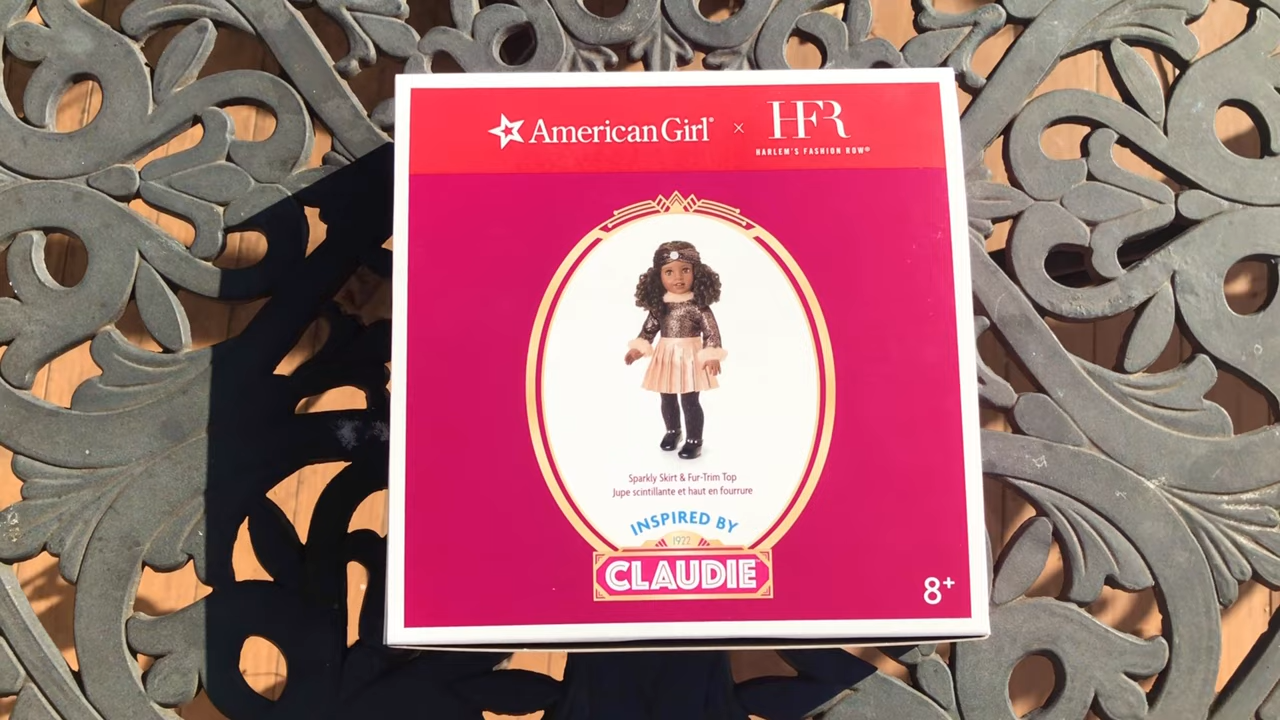 American Girl® × HFR
HARLEM'S FASHION ROW®
Sparkly Skirt & Fur-Trim Top
Jupe scintillante et haut en fourrure
INSPIRED BY
1922
CLAUDIE™
8+